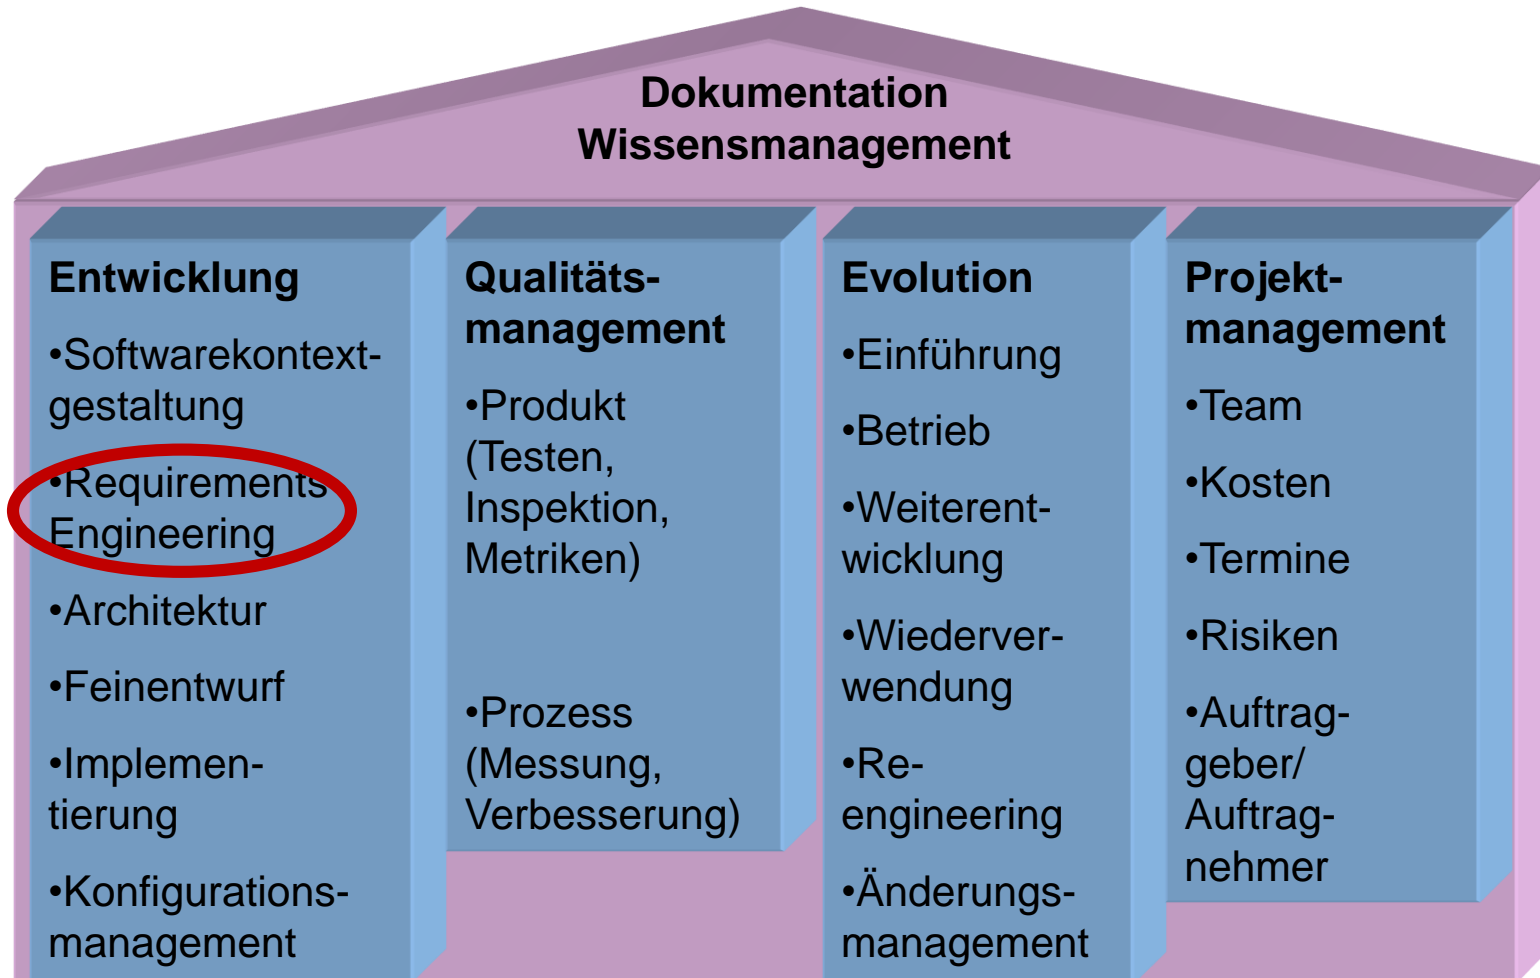 Dokumentation
Wissensmanagement
Entwicklung
•Softwarekontext-
gestaltung
•Requirements
Engineering
•Architektur
•Feinentwurf
•Implemen-
tierung
•Konfigurations-
management
Qualitäts-
management
•Produkt
(Testen,
Inspektion,
Metriken)
•Prozess
(Messung,
Verbesserung)
Evolution
•Einführung
•Betrieb
•Weiterent-
wicklung
•Wiederver-
wendung
•Re-
engineering
•Änderungs-
management
Projekt-
management
•Team
•Kosten
•Termine
•Risiken
•Auftrag-
geber/
Auftrag-
nehmer